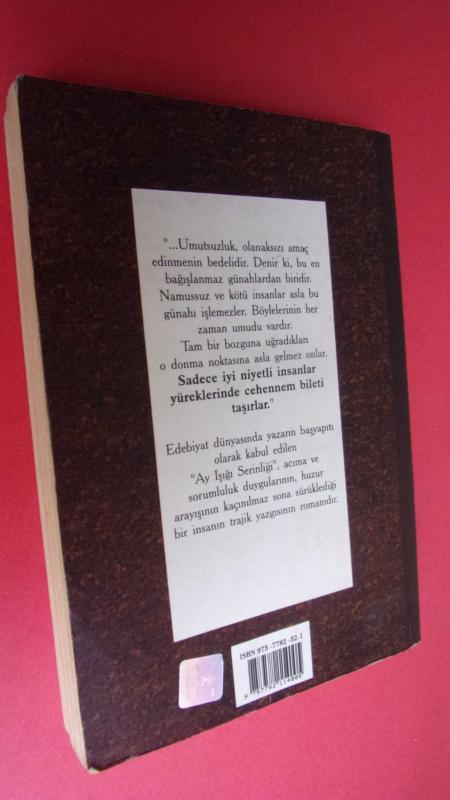 "...Umutsuzluk, olanaksızı amaç
edinmenin bedelidir. Denir ki, bu en
bağışlanmaz günahlardan biridir.
Namussuz ve kötü insanlar asla bu
günahı işlemezler. Böylelerinin her
zaman umudu vardır.
Tam bir bozguna uğradıkları
o donma noktasına asla gelmez onlar.
Sadece iyi niyetli insanlar
yüreklerinde cehennem bileti
taşırlar."
Edebiyat dünyasında yazarın başyapıtı
olarak kabul edilen
"Ay Işığı Serinliği", acıma ve
sorumluluk duygularının, huzur
arayışının kaçınılmaz sona sürüklediği
bir insanın trajik yazgısının romanıdır.
ISBN 975-7782-52-1